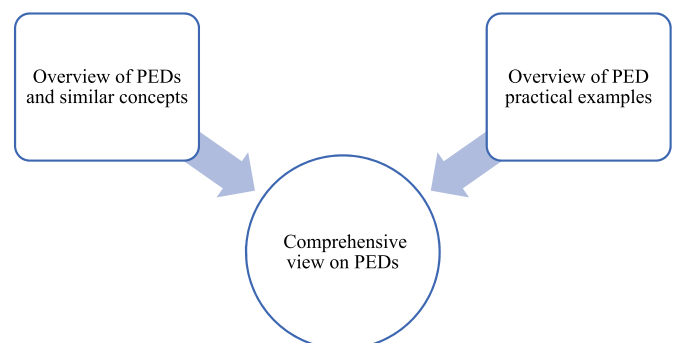 Overview of PEDs
and similar concepts
Overview of PED
practical examples
Comprehensive
view on PEDs